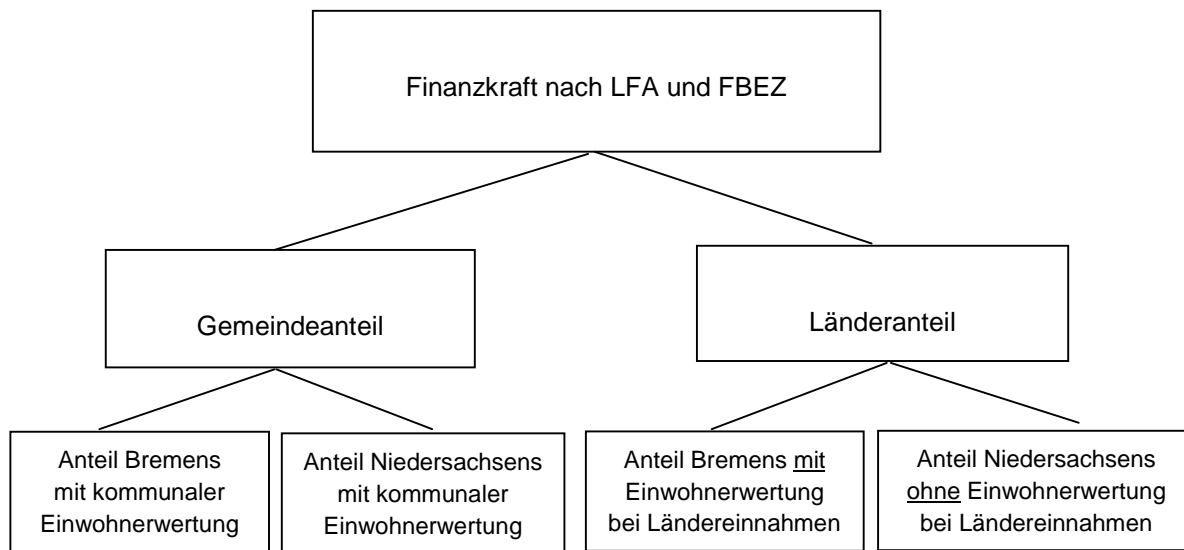 Finanzkraft nach LFA und FBEZ
Gemeindeanteil
Länderanteil
Anteil Bremens
mit kommunaler
Einwohnerwertung
Anteil Niedersachsens
mit kommunaler
Einwohnerwertung
Anteil Bremens mit
Einwohnerwertung
bei Ländereinnahmen
Anteil Niedersachsens
ohne Einwohnerwertung
bei Ländereinnahmen